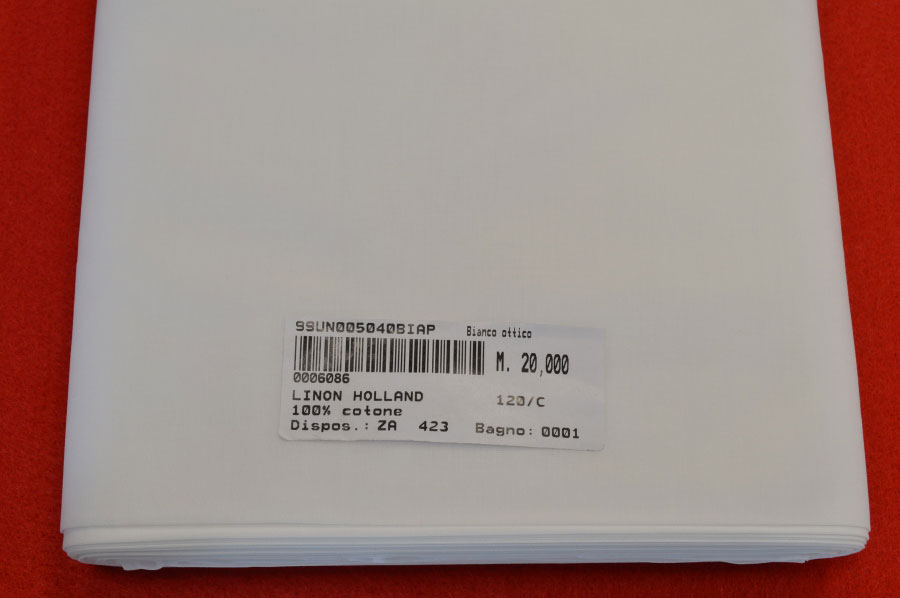 99UN005040BIAP Bianco ottico
M. 20,000
0006086
LINON HOLLAND 120/C
100% cotone
Dispos.: ZA 423 Bagno: 0001